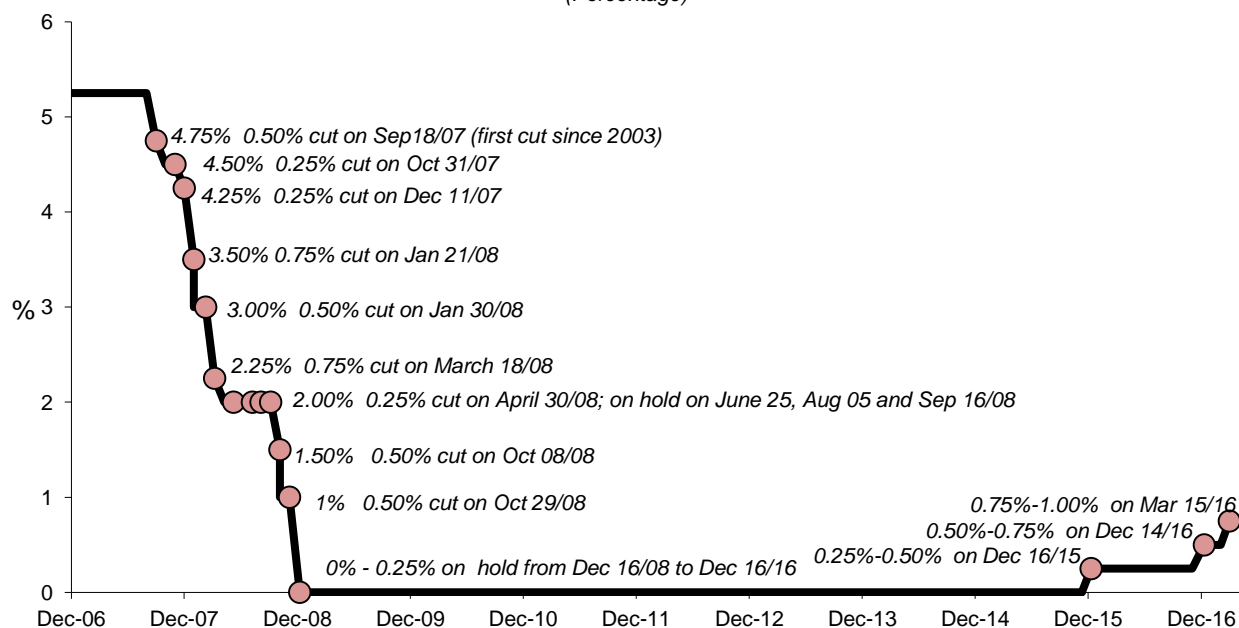 (Percentage)
6
5
4
3
2
1
0
%
4.75%  0.50% cut on Sep18/07 (first cut since 2003)
4.50%  0.25% cut on Oct 31/07
4.25%  0.25% cut on Dec 11/07
3.50% 0.75% cut on Jan 21/08
3.00%  0.50% cut on Jan 30/08
2.25%  0.75% cut on March 18/08
2.00%  0.25% cut on April 30/08; on hold on June 25, Aug 05 and Sep 16/08
1.50%   0.50% cut on Oct 08/08
1%   0.50% cut on Oct 29/08
0% - 0.25% on  hold from Dec 16/08 to Dec 16/16
0.75%-1.00%  on Mar 15/16
0.50%-0.75%  on Dec 14/16
0.25%-0.50%  on Dec 16/15
Dec-06 Dec-07 Dec-08 Dec-09 Dec-10 Dec-11 Dec-12 Dec-13 Dec-14 Dec-15 Dec-16